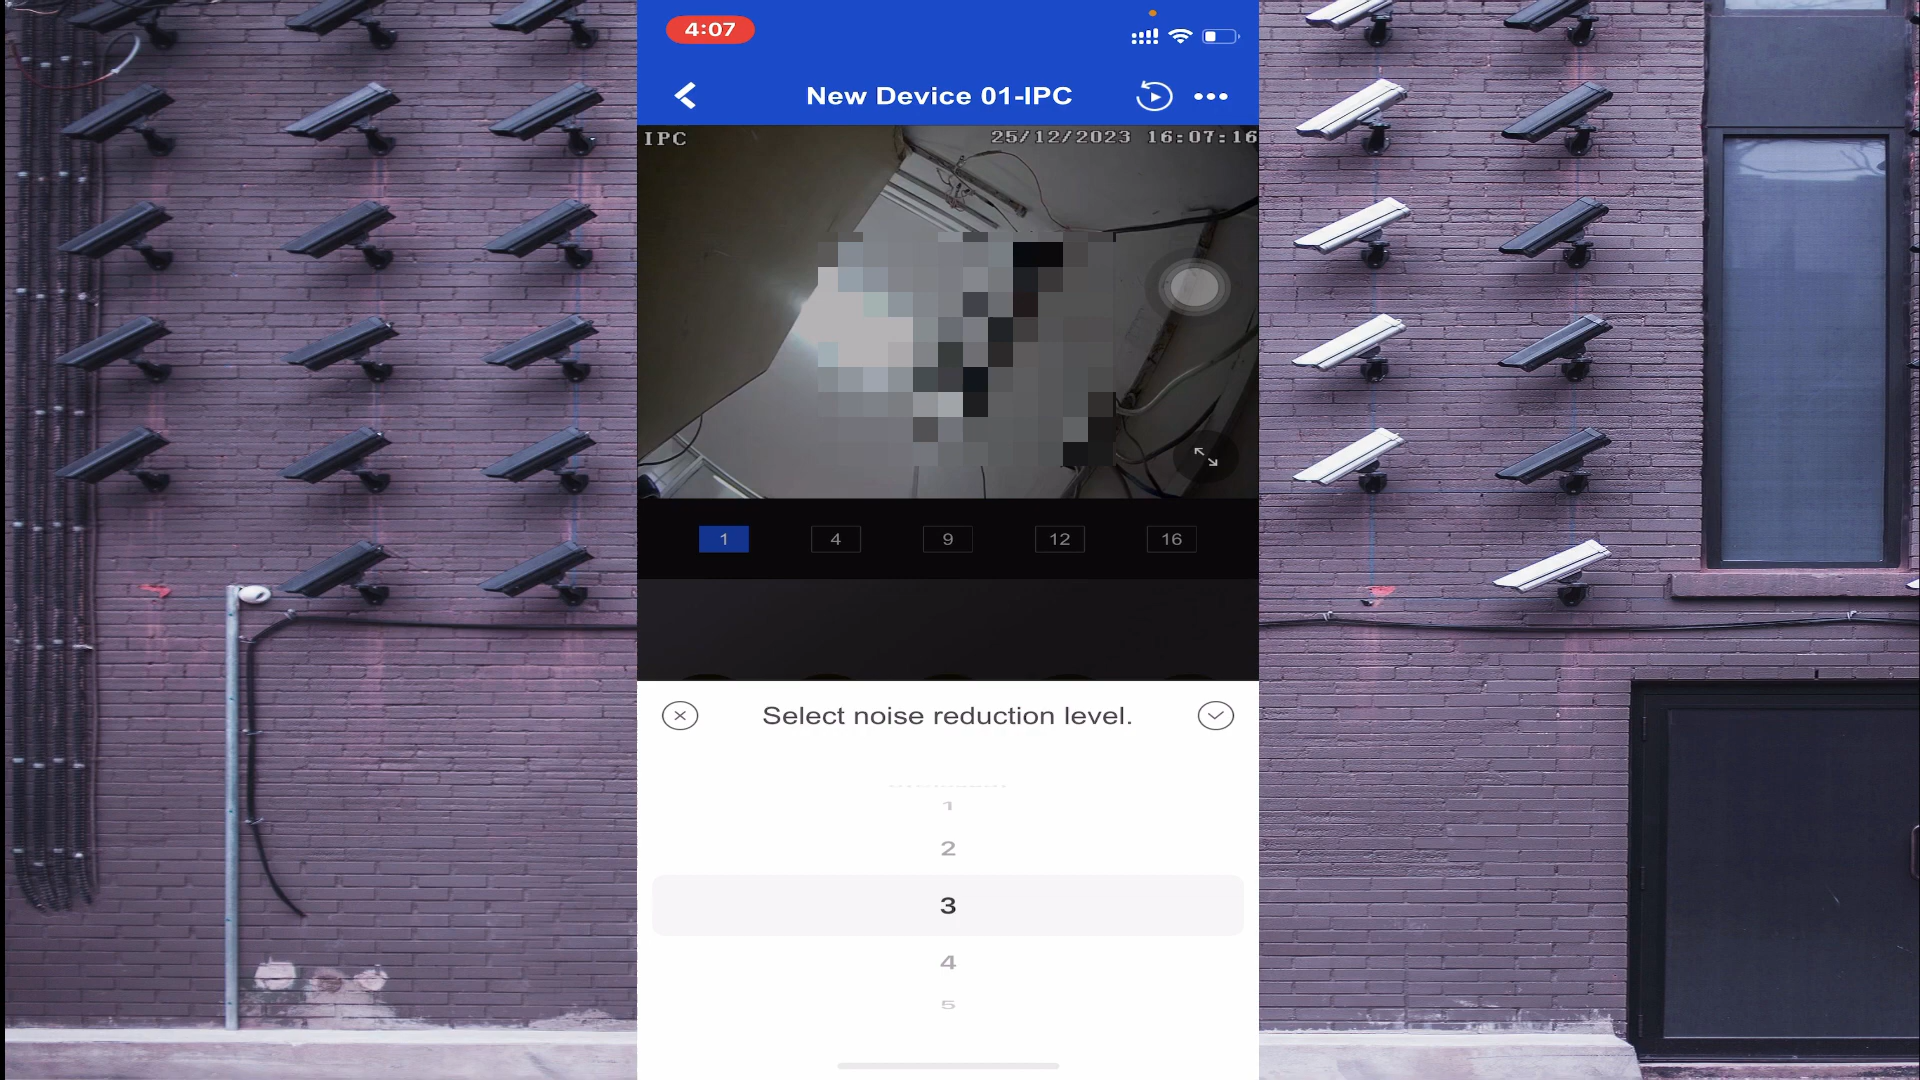 4:07
New Device 01-IPC
IPC
25/12/2023 16:07:16
1 4 9 12 16
Select noise reduction level.
1
2
3
4
5